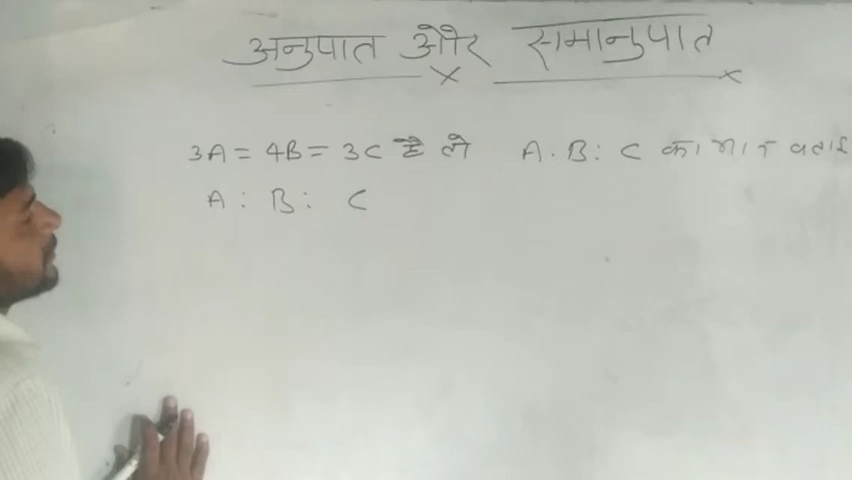 अनुपात और समानुपात
3A = 4B = 3C है तो A. B: C का मान बताइ
A : B : C